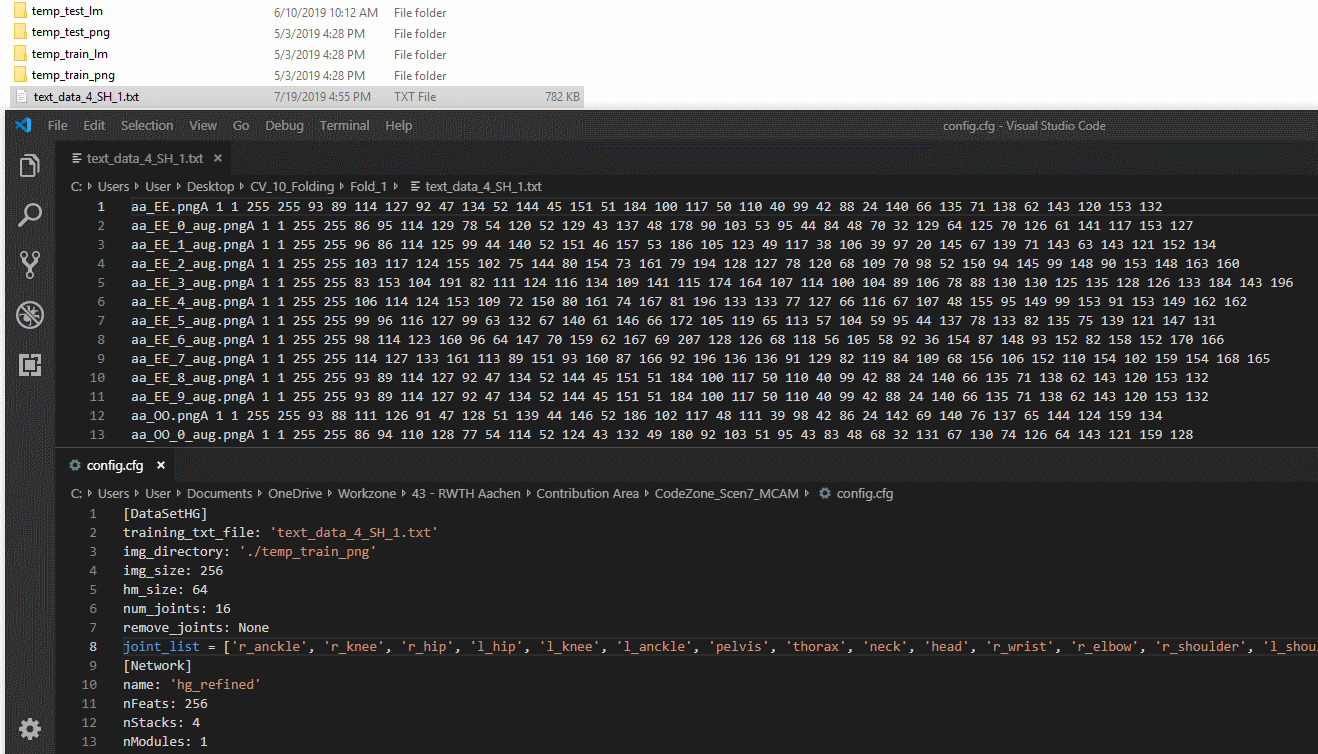 temp_test_lm 6/10/2019 10:12 AM File folder
temp_test_png 5/3/2019 4:28 PM File folder
temp_train_lm 5/3/2019 4:28 PM File folder
temp_train_png 5/3/2019 4:28 PM File folder
text_data_4_SH_1.txt 7/19/2019 4:55 PM TXT File 782 KB
File Edit Selection View Go Debug Terminal Help config.cfg - Visual Studio Code
text_data_4_SH_1.txt ×
C: › Users › User › Desktop › CV_10_Folding › Fold_1 › text_data_4_SH_1.txt
1 aa_EE.pngA 1 1 255 255 93 89 114 127 92 47 134 52 144 45 151 51 184 100 117 50 110 40 99 42 88 24 140 66 135 71 138 62 143 120 153 132
2 aa_EE_0_aug.pngA 1 1 255 255 86 95 114 129 78 54 120 52 129 43 137 48 178 90 103 53 95 44 84 48 70 32 129 64 125 70 126 61 141 117 153 127
3 aa_EE_1_aug.pngA 1 1 255 255 96 86 114 125 99 44 140 52 151 46 157 53 186 105 123 49 117 38 106 39 97 20 145 67 139 71 143 63 143 121 152 134
4 aa_EE_2_aug.pngA 1 1 255 255 103 117 124 155 102 75 144 80 154 73 161 79 194 128 127 78 120 68 109 70 98 52 150 94 145 99 148 90 153 148 163 160
5 aa_EE_3_aug.pngA 1 1 255 255 83 153 104 191 82 111 124 116 134 109 141 115 174 164 107 114 100 104 89 106 78 88 130 130 125 135 128 126 133 184 143 196
6 aa_EE_4_aug.pngA 1 1 255 255 106 114 124 153 109 72 150 80 161 74 167 81 196 133 133 77 127 66 116 67 107 48 155 95 149 99 153 91 153 149 162 162
7 aa_EE_5_aug.pngA 1 1 255 255 99 96 116 127 99 63 132 67 140 61 146 66 172 105 119 65 113 57 104 59 95 44 137 78 133 82 135 75 139 121 147 131
8 aa_EE_6_aug.pngA 1 1 255 255 98 114 123 160 96 64 147 70 159 62 167 69 207 128 126 68 118 56 105 58 92 36 154 87 148 93 152 82 158 152 170 166
9 aa_EE_7_aug.pngA 1 1 255 255 114 127 133 161 113 89 151 93 160 87 166 92 196 136 136 91 129 82 119 84 109 68 156 106 152 110 154 102 159 154 168 165
10 aa_EE_8_aug.pngA 1 1 255 255 93 89 114 127 92 47 134 52 144 45 151 51 184 100 117 50 110 40 99 42 88 24 140 66 135 71 138 62 143 120 153 132
11 aa_EE_9_aug.pngA 1 1 255 255 93 89 114 127 92 47 134 52 144 45 151 51 184 100 117 50 110 40 99 42 88 24 140 66 135 71 138 62 143 120 153 132
12 aa_OO.pngA 1 1 255 255 93 88 111 126 91 47 128 51 139 44 146 52 186 102 117 48 111 39 98 42 86 24 142 69 140 76 137 65 144 124 159 134
13 aa_OO_0_aug.pngA 1 1 255 255 86 94 110 128 77 54 114 52 124 43 132 49 180 92 103 51 95 43 83 48 68 32 131 67 130 74 126 64 143 121 159 128
config.cfg ×
C: › Users › User › Documents › OneDrive › Workzone › 43 - RWTH Aachen › Contribution Area › CodeZone_Scen7_MCAM › config.cfg
1 [DataSetHG]
2 training_txt_file: 'text_data_4_SH_1.txt'
3 img_directory: './temp_train_png'
4 img_size: 256
5 hm_size: 64
6 num_joints: 16
7 remove_joints: None
8 joint_list = ['r_anckle', 'r_knee', 'r_hip', 'l_hip', 'l_knee', 'l_anckle', 'pelvis', 'thorax', 'neck', 'head', 'r_wrist', 'r_elbow', 'r_shoulder', 'l_shou
9 [Network]
10 name: 'hg_refined'
11 nFeats: 256
12 nStacks: 4
13 nModules: 1